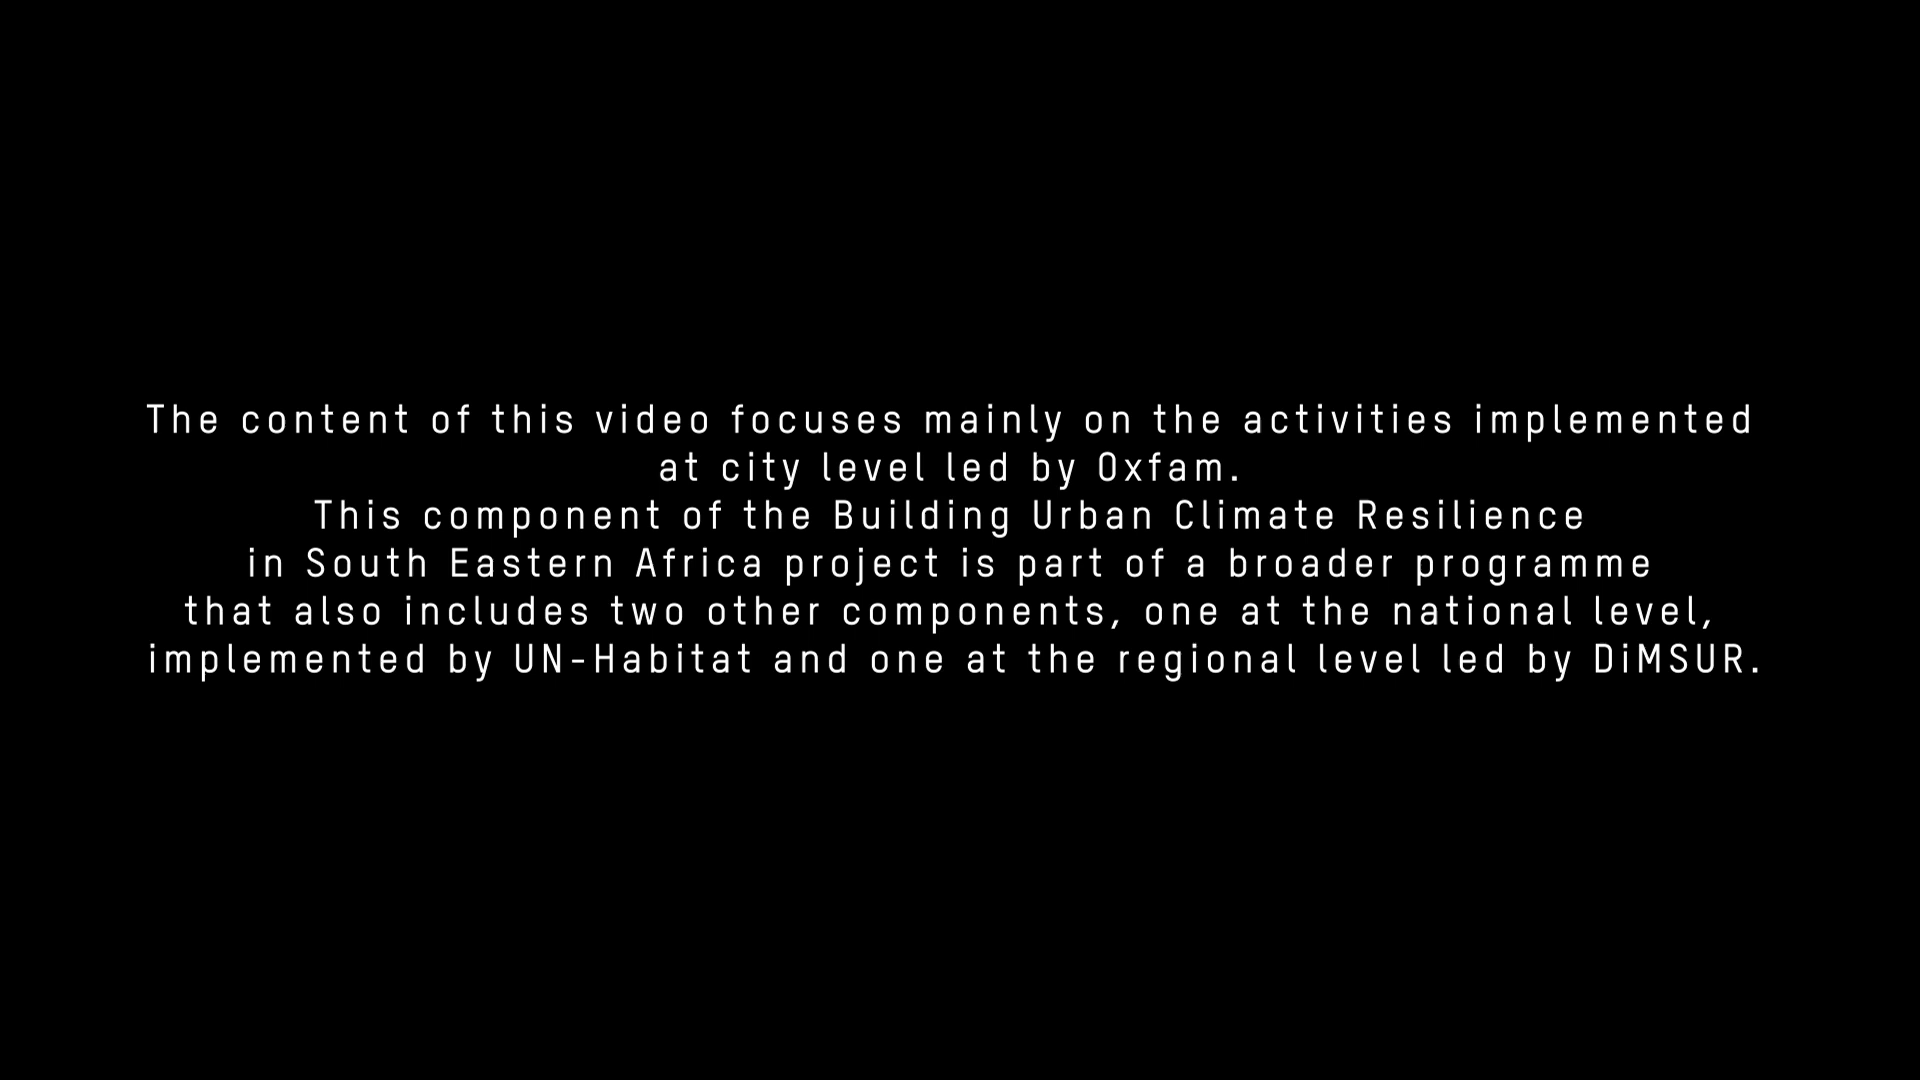 The content of this video focuses mainly on the activities implemented
at city level led by Oxfam.
This component of the Building Urban Climate Resilience
in South Eastern Africa project is part of a broader programme
that also includes two other components, one at the national level,
implemented by UN-Habitat and one at the regional level led by DiMSUR.